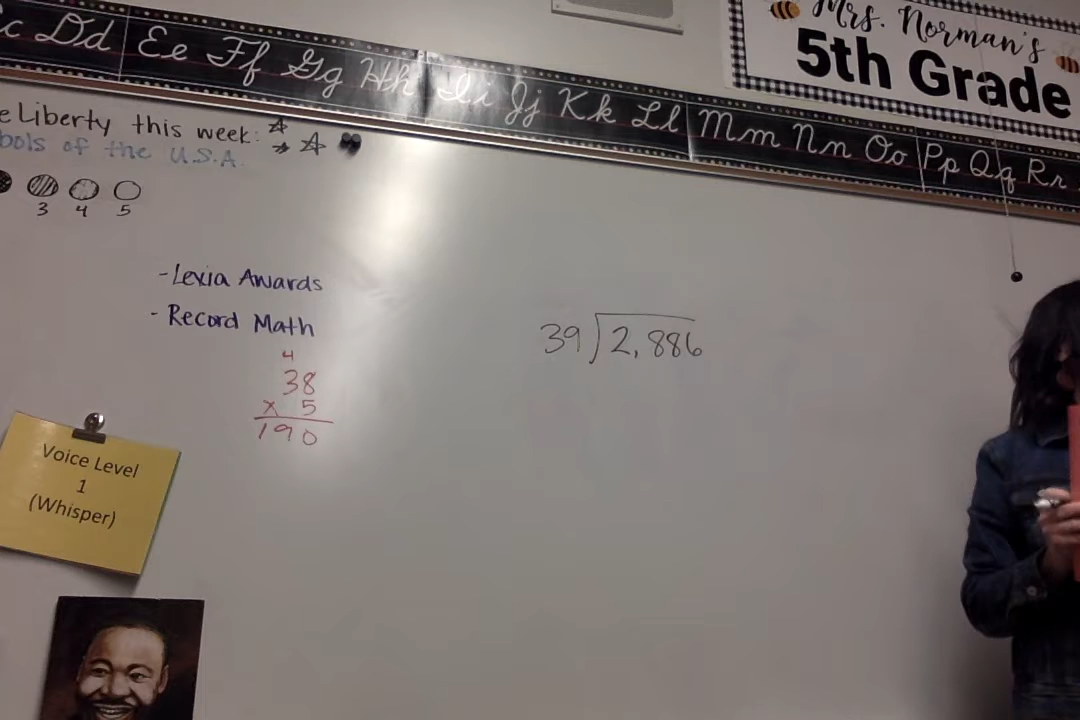 Mrs. Norman's
5th Grade
c Dd Ee Ff Gg Hh Ii Jj Kk Ll Mm Nn Oo Pp Qq Rr
e Liberty this week:
bols of the U.S.A.
3 4 5
- Lexia Awards
- Record Math
4
38
x 5
190
39)2,886
Voice Level
1
(Whisper)